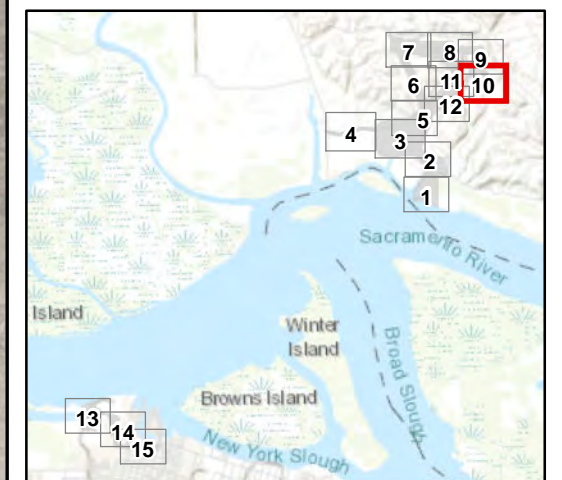 7 8 9
6 11 10
12
5
4 3
2
1
Sacramento River
Island
Winter
Island
Broad Slough
Browns Island
13
14
15
New York Slough